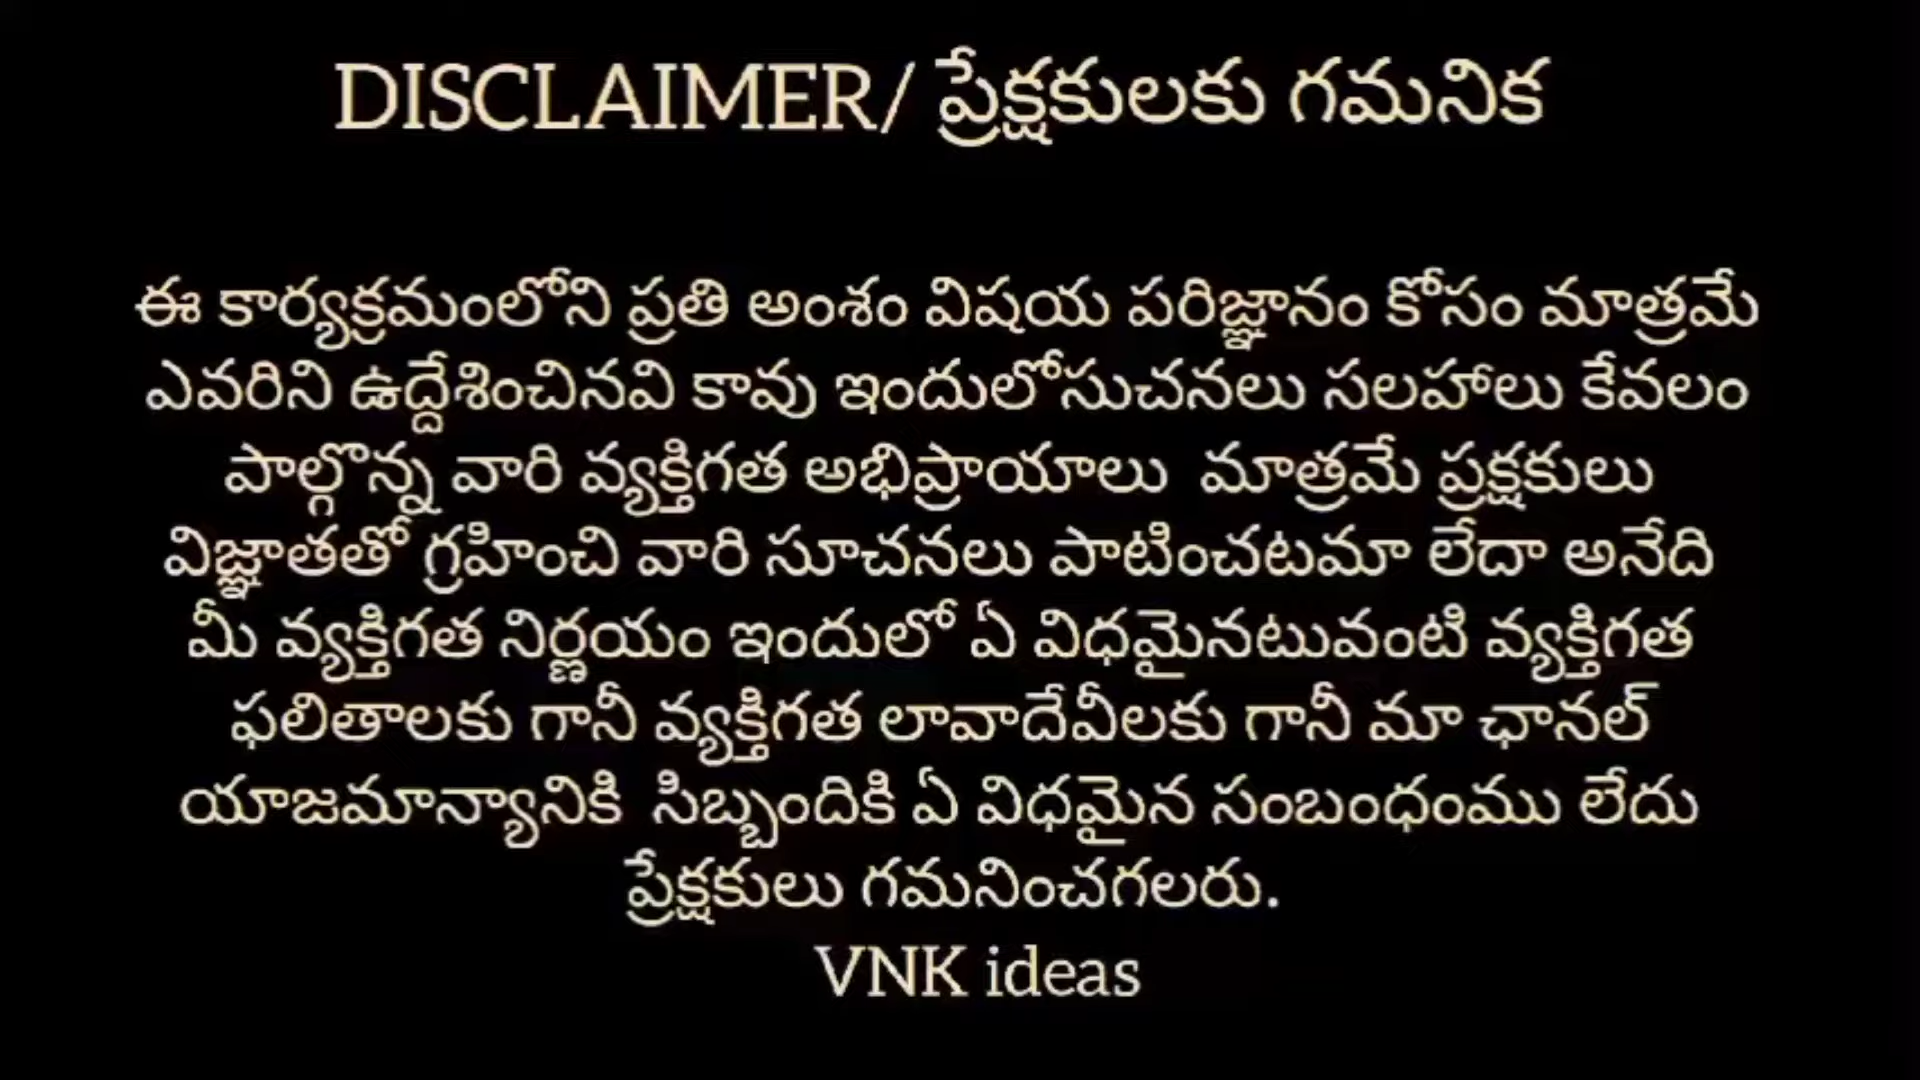 DISCLAIMER/ ప్రేక్షకులకు గమనిక
ఈ కార్యక్రమంలోని ప్రతి అంశం విషయ పరిజ్ఞానం కోసం మాత్రమే
ఎవరిని ఉద్దేశించినవి కావు ఇందులోసుచనలు సలహాలు కేవలం
పాల్గొన్న వారి వ్యక్తిగత అభిప్రాయాలు మాత్రమే ప్రక్షకులు
విజ్ఞాతతో గ్రహించి వారి సూచనలు పాటించటమా లేదా అనేది
మీ వ్యక్తిగత నిర్ణయం ఇందులో ఏ విధమైనటువంటి వ్యక్తిగత
ఫలితాలకు గానీ వ్యక్తిగత లావాదేవీలకు గానీ మా ఛానల్
యాజమాన్యానికి సిబ్బందికి ఏ విధమైన సంబంధంము లేదు
ప్రేక్షకులు గమనించగలరు.
VNK ideas